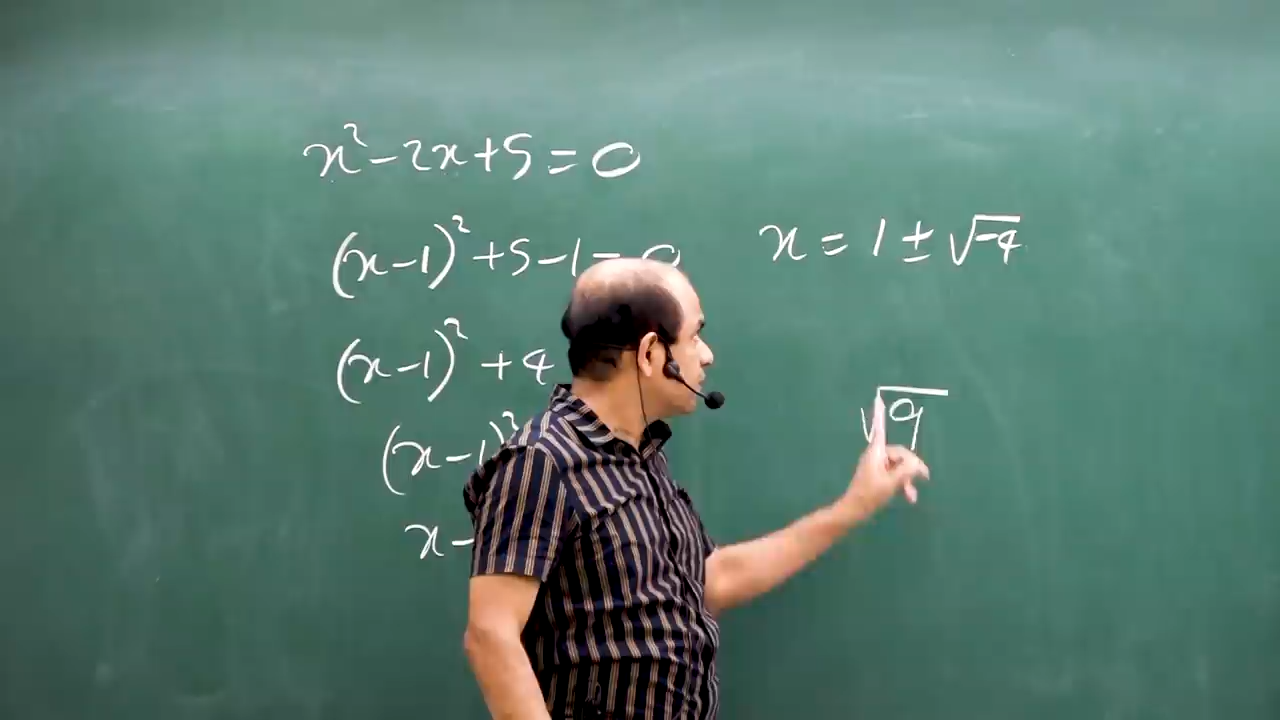 x² - 2x + 5 = 0
(x - 1)² + 5 - 1 = 0
(x - 1)² + 4
(x - 1)²
x -
x = 1 ± √-4
√9